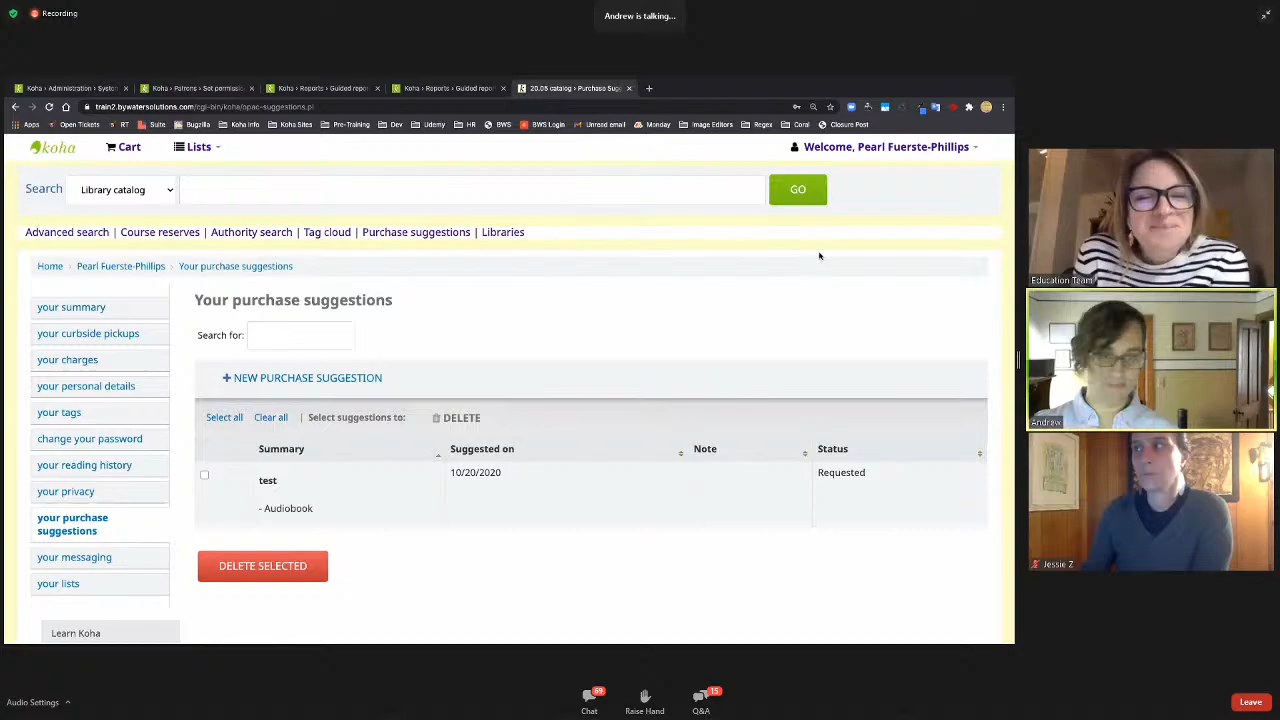 Recording
Andrew is talking...
Koha › Administration › System
Koha › Patrons › Set permissi
Koha › Reports › Guided repor
Koha › Reports › Guided repor
20.05 catalog › Purchase Sugg
train2.bywatersolutions.com/cgi-bin/koha/opac-suggestions.pl
Apps
Open Tickets
RT
Suite
Bugzilla
Koha Info
Koha Sites
Pre-Training
Dev
Udemy
HR
BWS
BWS Login
Unread email
Monday
Image Editors
Regex
Coral
Closure Post
koha
Cart
Lists
Welcome, Pearl Fuerste-Phillips
Search
Library catalog
GO
Advanced search | Course reserves | Authority search | Tag cloud | Purchase suggestions | Libraries
Home › Pearl Fuerste-Phillips › Your purchase suggestions
your summary
your curbside pickups
your charges
your personal details
your tags
change your password
your reading history
your privacy
your purchase
suggestions
your messaging
your lists
Learn Koha
Your purchase suggestions
Search for:
+ NEW PURCHASE SUGGESTION
Select all Clear all | Select suggestions to: DELETE
Summary Suggested on Note Status
test 10/20/2020 Requested
- Audiobook
DELETE SELECTED
Education Team
Andrew
Jessie Z
Audio Settings
69
Chat
Raise Hand
15
Q&A
Leave